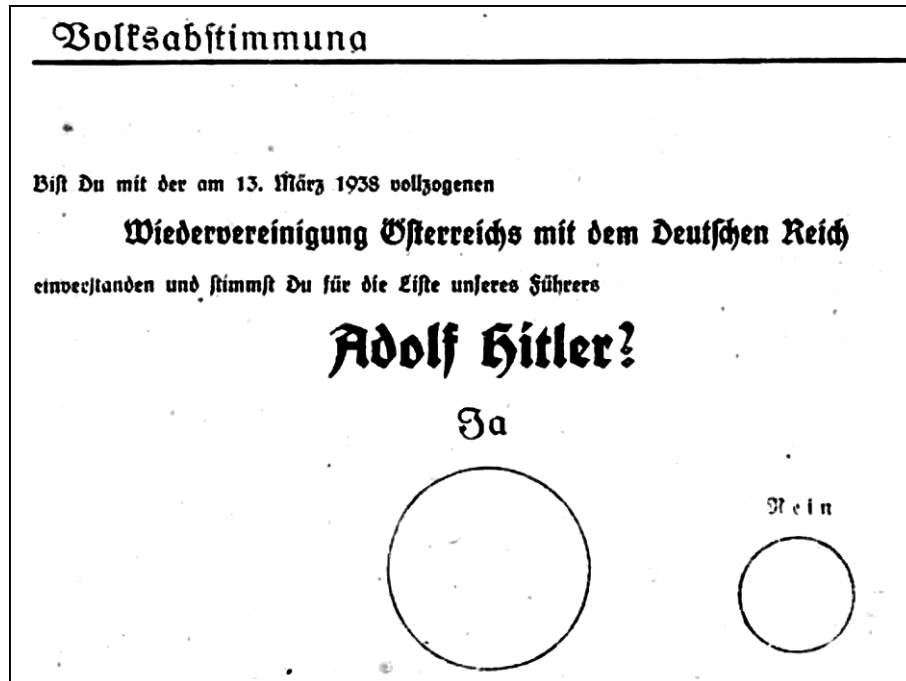 Volksabstimmung
Bist Du mit der am 13. März 1938 vollzogenen
Wiedervereinigung Österreichs mit dem Deutschen Reich
einverstanden und stimmst Du für die Liste unseres Führers
Adolf Hitler?
Ja
Nein